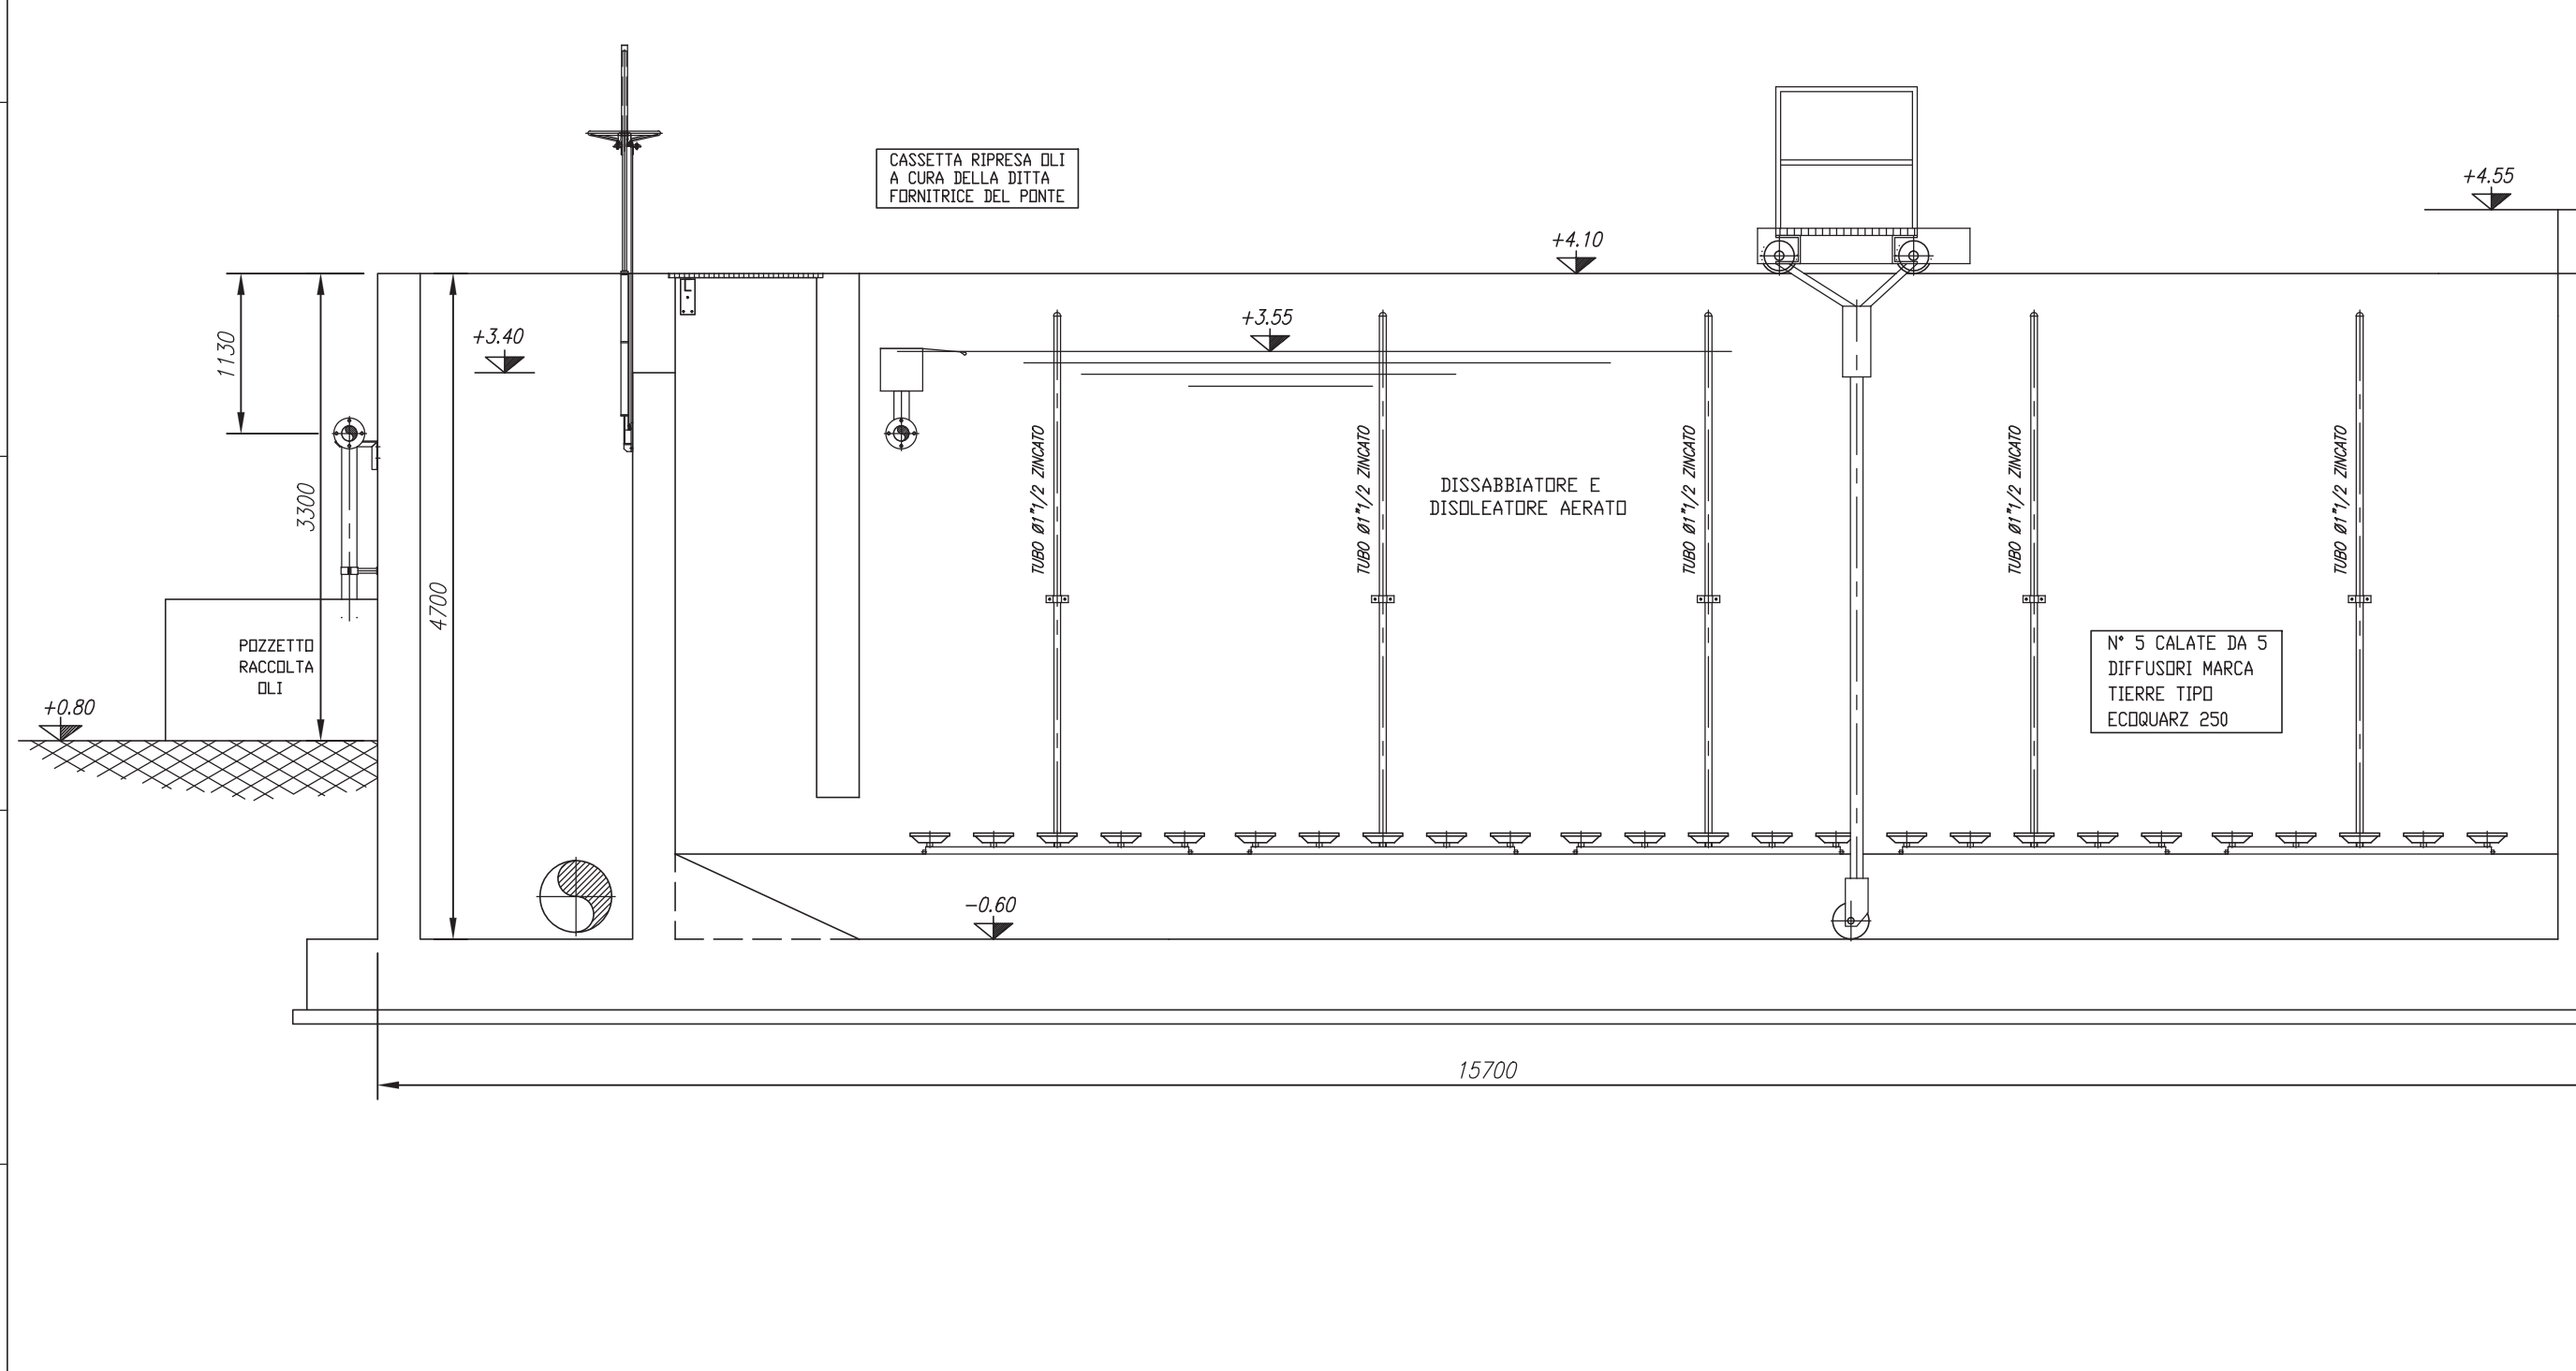 CASSETTA RIPRESA OLI
A CURA DELLA DITTA
FORNITRICE DEL PONTE
+4.55
+4.10
+3.55
+3.40
1130
3300
4700
TUBO Ø1"1/2 ZINCATO
TUBO Ø1"1/2 ZINCATO
TUBO Ø1"1/2 ZINCATO
TUBO Ø1"1/2 ZINCATO
TUBO Ø1"1/2 ZINCATO
DISSABBIATORE E
DISOLEATORE AERATO
POZZETTO
RACCOLTA
OLI
N° 5 CALATE DA 5
DIFFUSORI MARCA
TIERRE TIPO
ECOQUARZ 250
+0.80
-0.60
15700